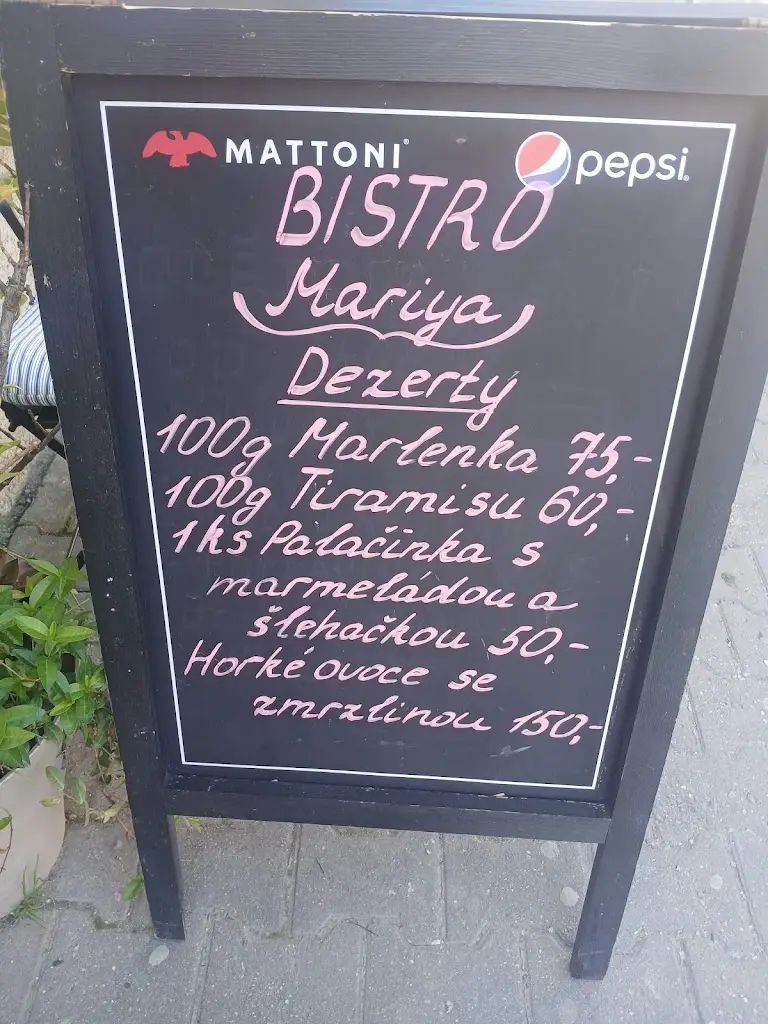 MATTONI pepsi
BISTRO
Mariya
Dezerty
100g Marlenka 75,-
100g Tiramisu 60,-
1ks Palačinka s
marmeládou a
šlehačkou 50,-
Horké ovoce se
zmrzlinou 150,-